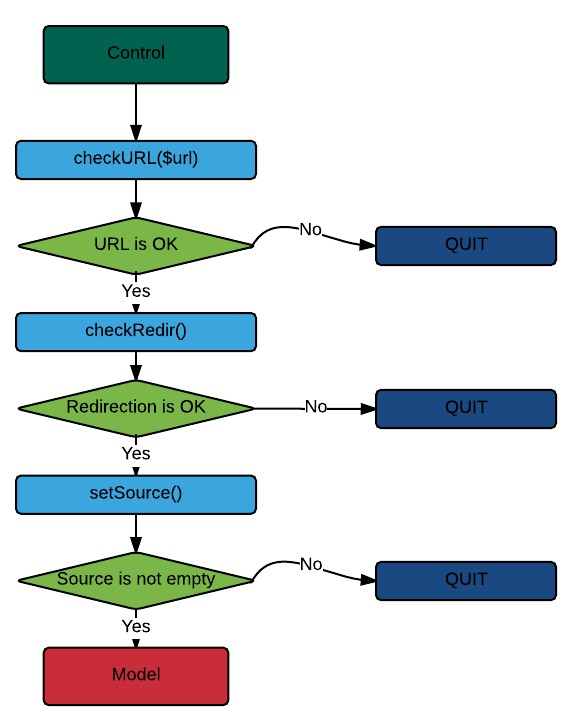 Control
checkURL($url)
URL is OK
No
QUIT
Yes
checkRedir()
Redirection is OK
No
QUIT
Yes
setSource()
Source is not empty
No
QUIT
Yes
Model